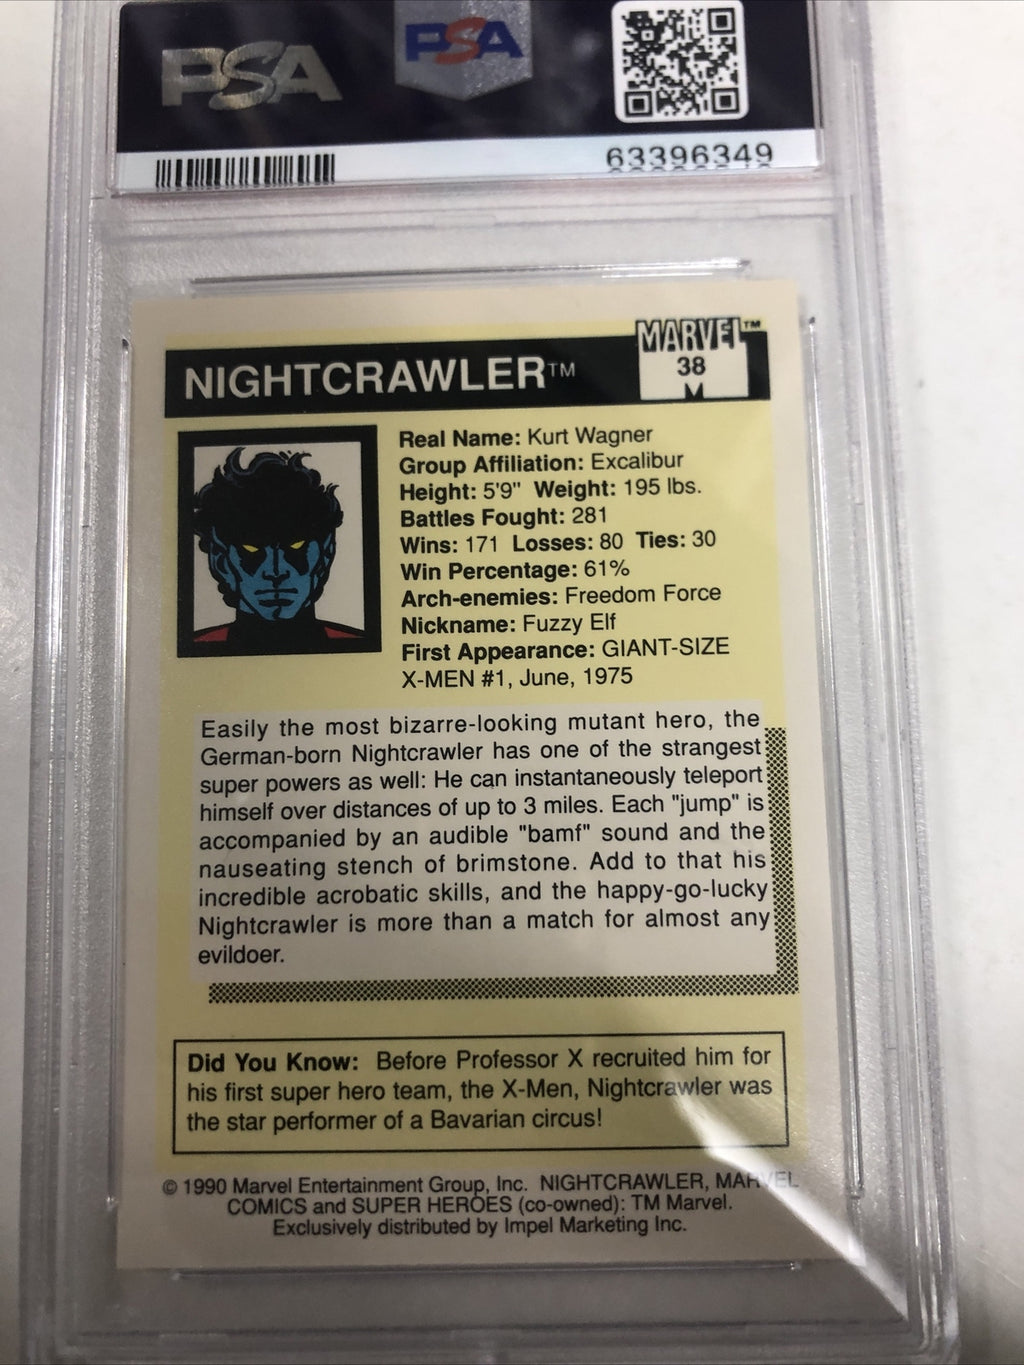 PSA PSA
63396349
MARVEL™
NIGHTCRAWLER™ 38
M
Real Name: Kurt Wagner
Group Affiliation: Excalibur
Height: 5'9" Weight: 195 lbs.
Battles Fought: 281
Wins: 171 Losses: 80 Ties: 30
Win Percentage: 61%
Arch-enemies: Freedom Force
Nickname: Fuzzy Elf
First Appearance: GIANT-SIZE
X-MEN #1, June, 1975
Easily the most bizarre-looking mutant hero, the
German-born Nightcrawler has one of the strangest
super powers as well: He can instantaneously teleport
himself over distances of up to 3 miles. Each "jump" is
accompanied by an audible "bamf" sound and the
nauseating stench of brimstone. Add to that his
incredible acrobatic skills, and the happy-go-lucky
Nightcrawler is more than a match for almost any
evildoer.
Did You Know: Before Professor X recruited him for
his first super hero team, the X-Men, Nightcrawler was
the star performer of a Bavarian circus!
© 1990 Marvel Entertainment Group, Inc. NIGHTCRAWLER, MARVEL
COMICS and SUPER HEROES (co-owned): TM Marvel.
Exclusively distributed by Impel Marketing Inc.